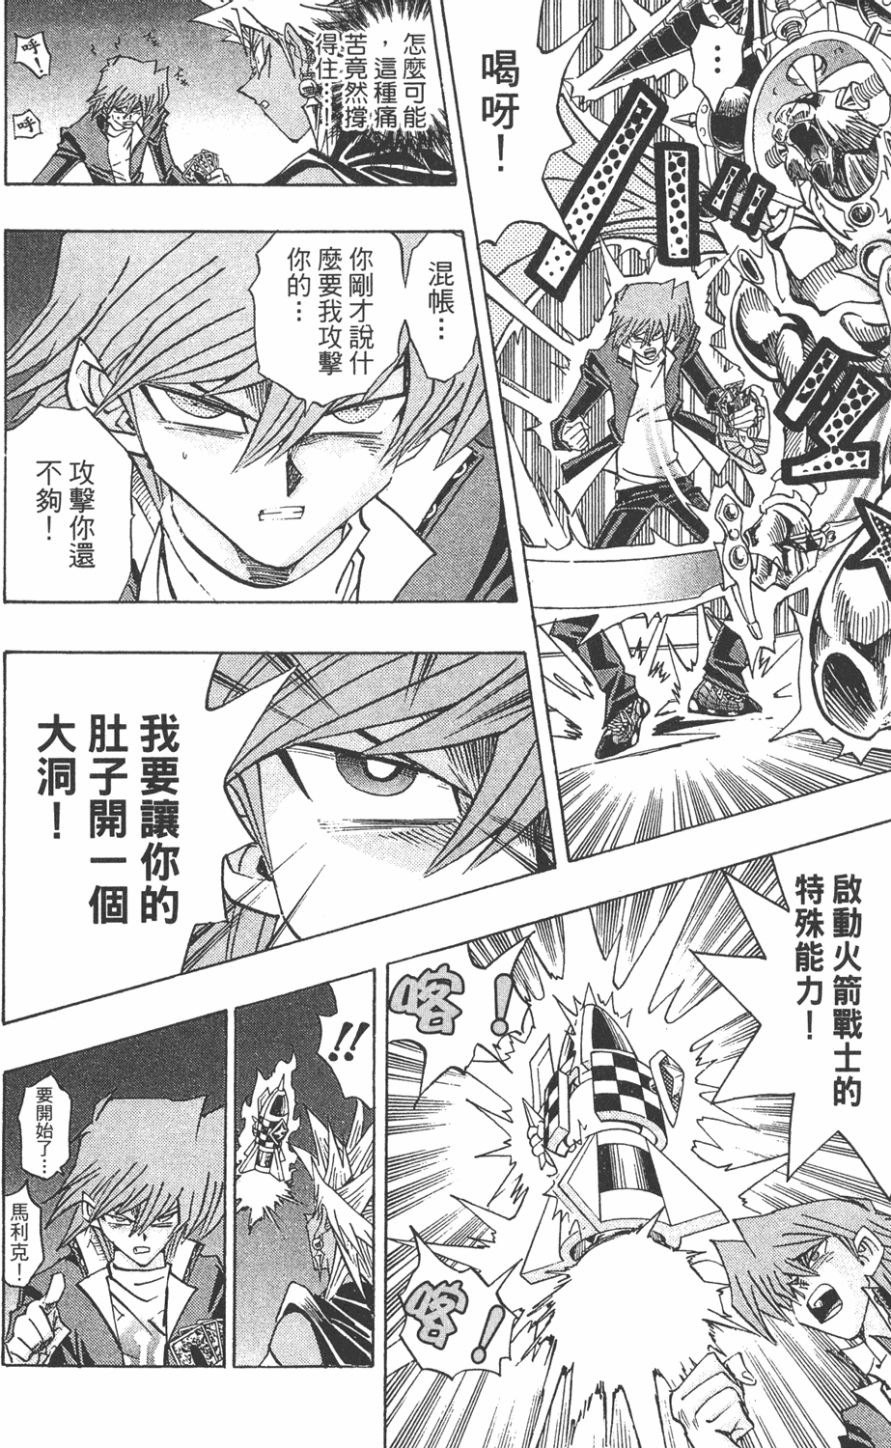 …
喝呀！
怎麼可能
，這種痛
苦竟然撐
得住…！
呼！
呼
混帳…
你剛才說什
麼要我攻擊
你的…
攻擊你還
不夠！
我要讓你的
肚子開一個
大洞！
啟動火箭戰士的
特殊能力！
喀！
喀！
!!
要開始了…
馬利克！